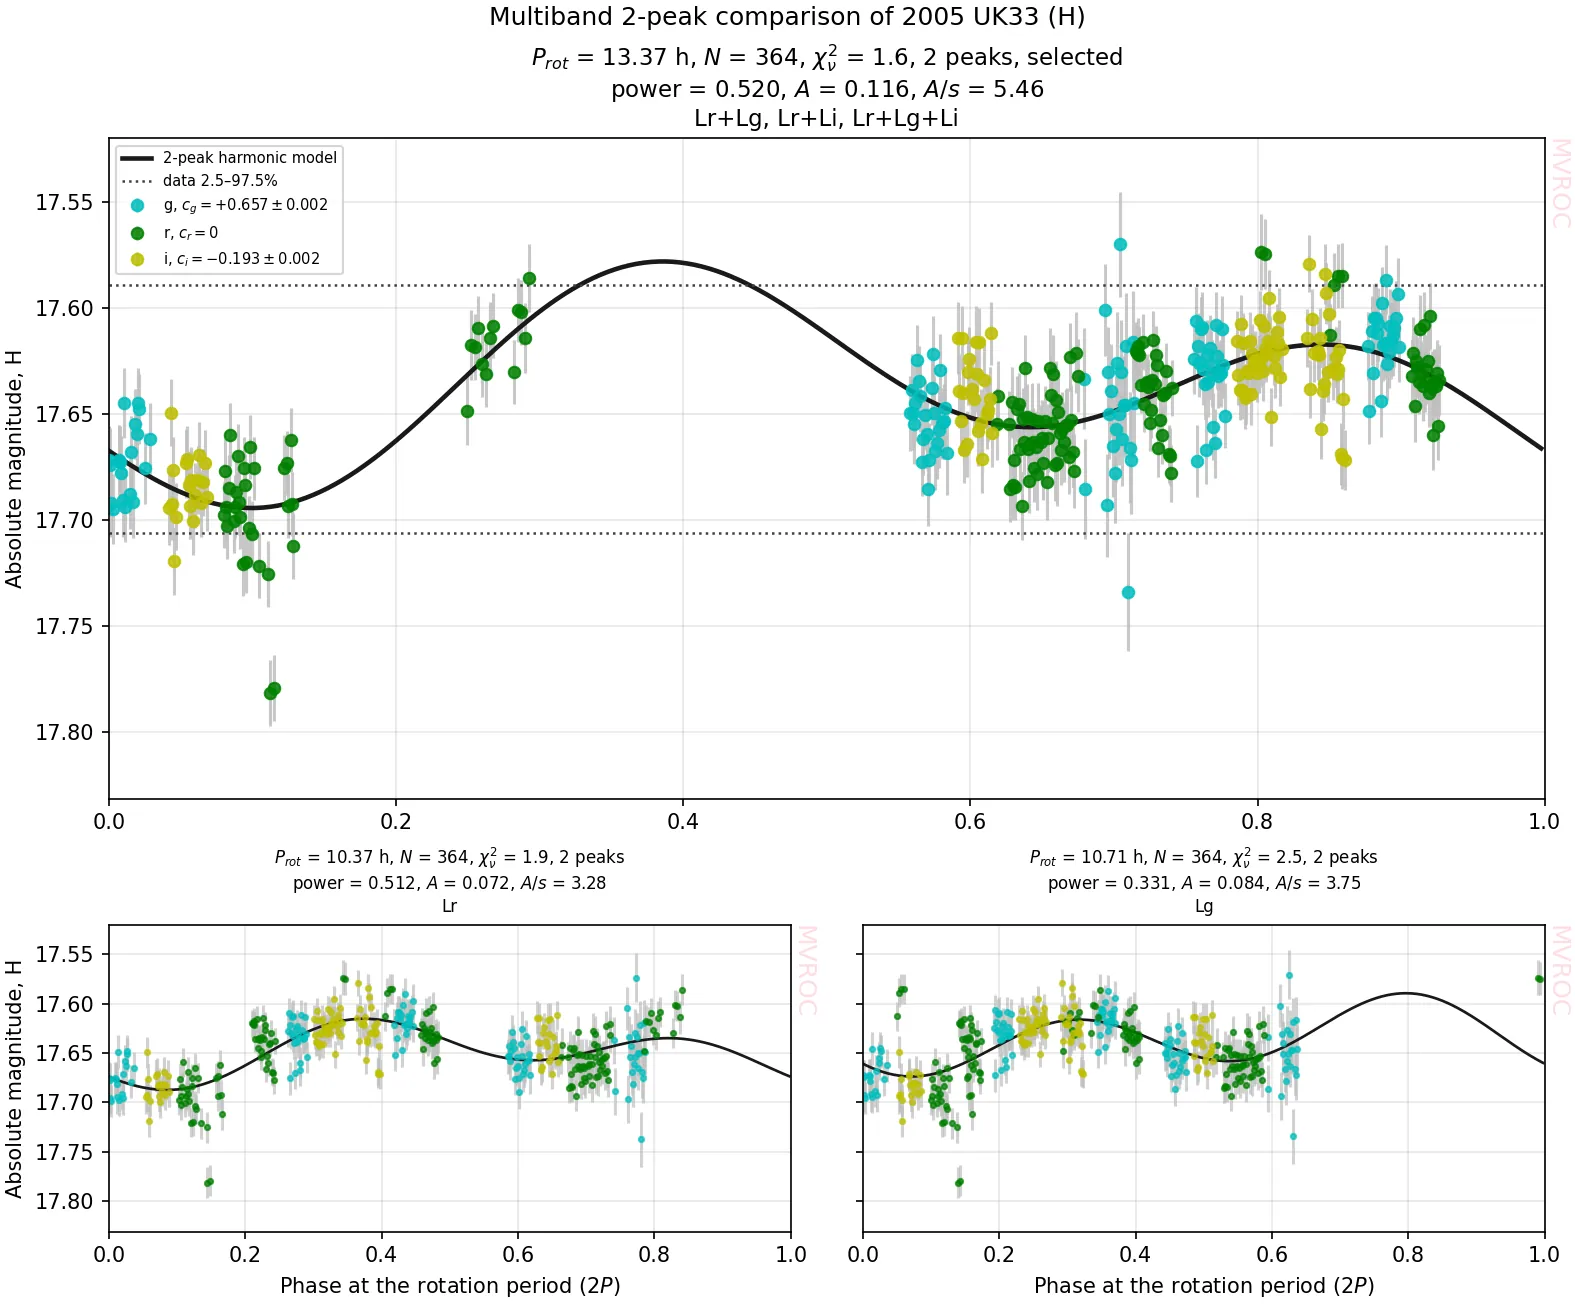 Multiband 2-peak comparison of 2005 UK33 (H)
P_rot = 13.37 h, N = 364, χ²_ν = 1.6, 2 peaks, selected
power = 0.520, A = 0.116, A/s = 5.46
Lr+Lg, Lr+Li, Lr+Lg+Li
2-peak harmonic model
data 2.5–97.5%
g, c_g = +0.657 ± 0.002
r, c_r = 0
i, c_i = −0.193 ± 0.002
MVROC
Absolute magnitude, H
17.55
17.60
17.65
17.70
17.75
17.80
0.0 0.2 0.4 0.6 0.8 1.0
P_rot = 10.37 h, N = 364, χ²_ν = 1.9, 2 peaks
power = 0.512, A = 0.072, A/s = 3.28
Lr
MVROC
Absolute magnitude, H
17.55
17.60
17.65
17.70
17.75
17.80
0.0 0.2 0.4 0.6 0.8 1.0
Phase at the rotation period (2P)
P_rot = 10.71 h, N = 364, χ²_ν = 2.5, 2 peaks
power = 0.331, A = 0.084, A/s = 3.75
Lg
MVROC
0.0 0.2 0.4 0.6 0.8 1.0
Phase at the rotation period (2P)